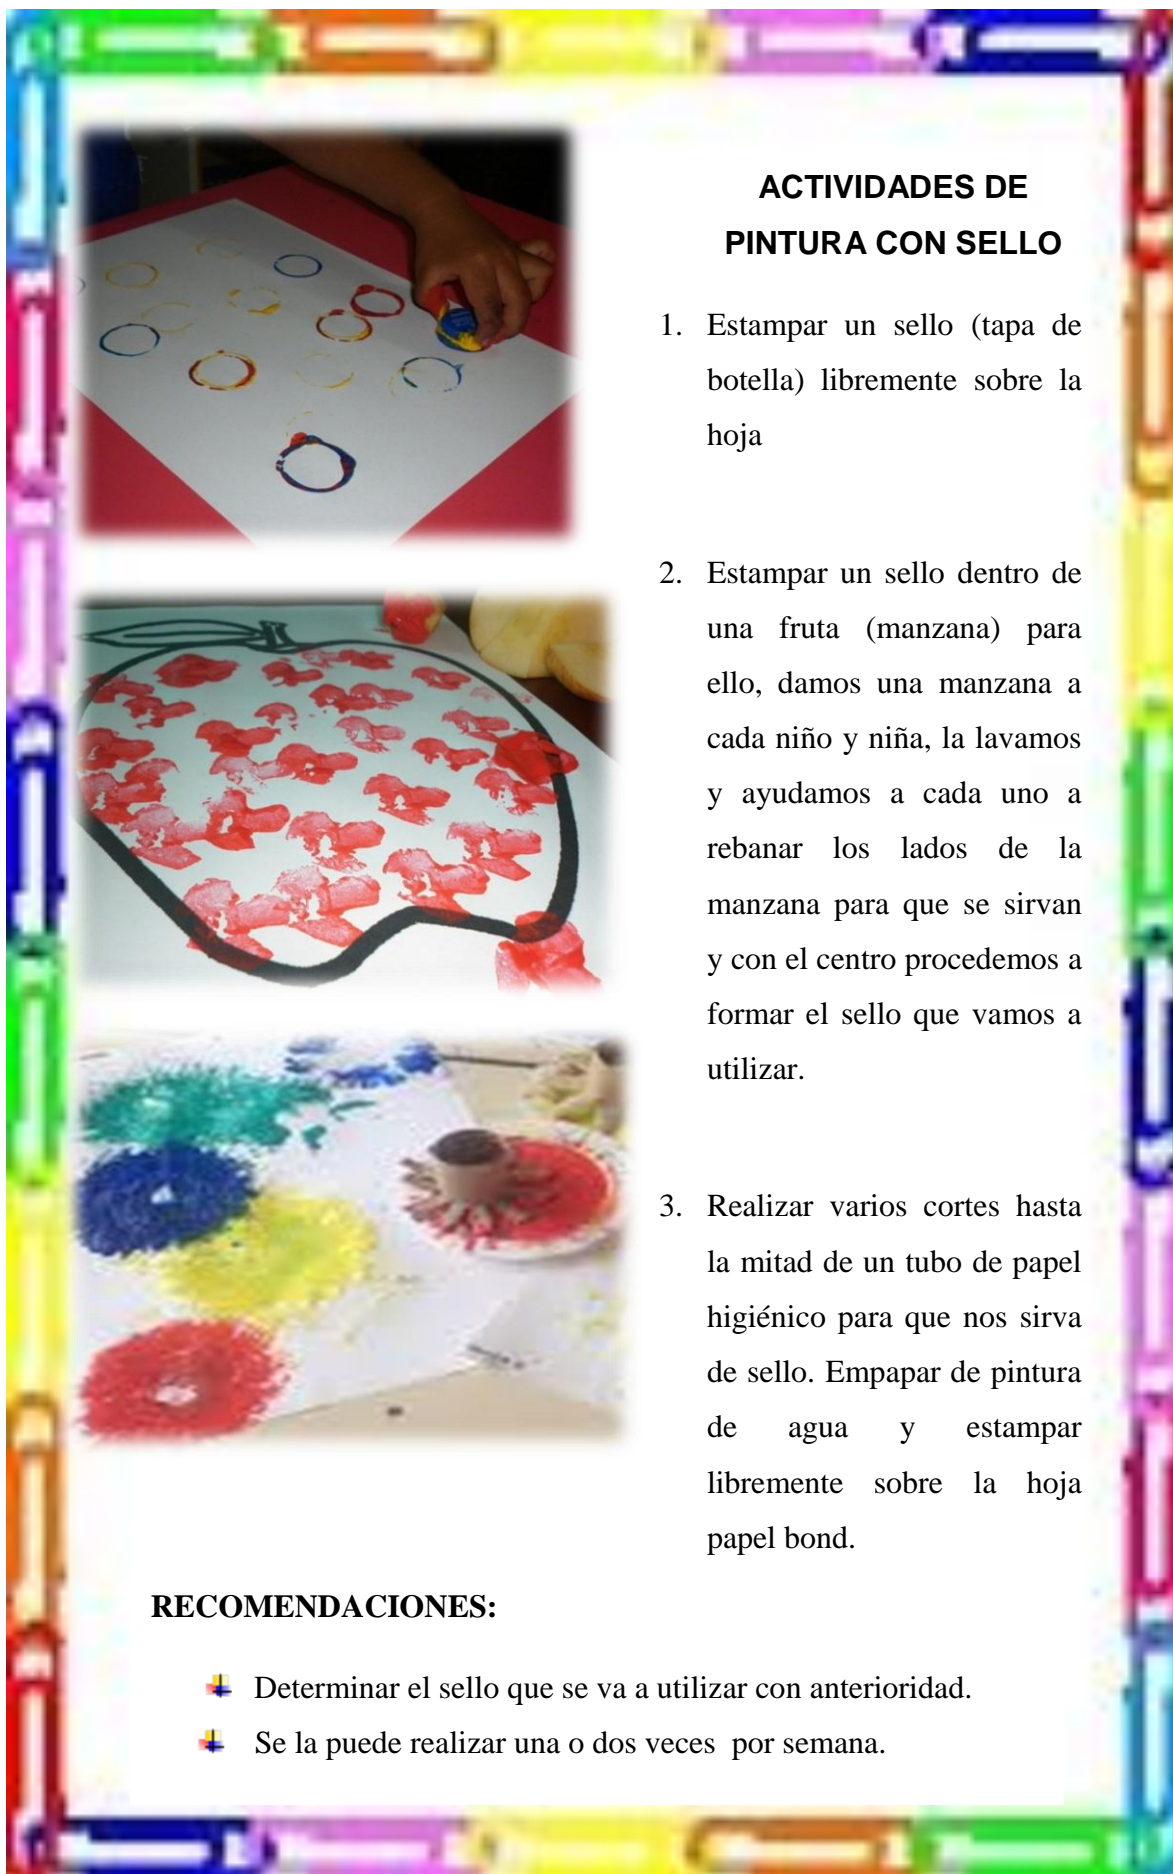 ACTIVIDADES DE
PINTURA CON SELLO
1. Estampar un sello (tapa de
botella) libremente sobre la
hoja
2. Estampar un sello dentro de
una fruta (manzana) para
ello, damos una manzana a
cada niño y niña, la lavamos
y ayudamos a cada uno a
rebanar los lados de la
manzana para que se sirvan
y con el centro procedemos a
formar el sello que vamos a
utilizar.
3. Realizar varios cortes hasta
la mitad de un tubo de papel
higiénico para que nos sirva
de sello. Empapar de pintura
de agua y estampar
libremente sobre la hoja
papel bond.
RECOMENDACIONES:
Determinar el sello que se va a utilizar con anterioridad.
Se la puede realizar una o dos veces por semana.